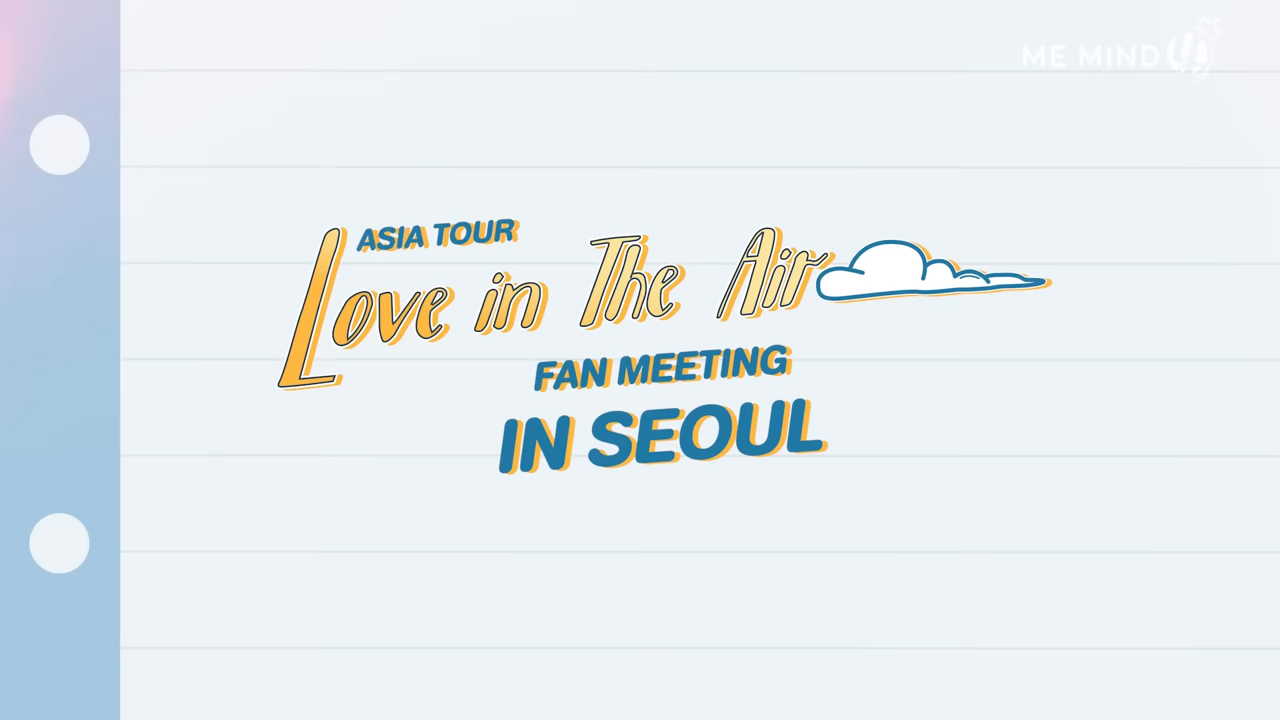 ME MIND Y
ASIA TOUR
Love in The Air
FAN MEETING
IN SEOUL